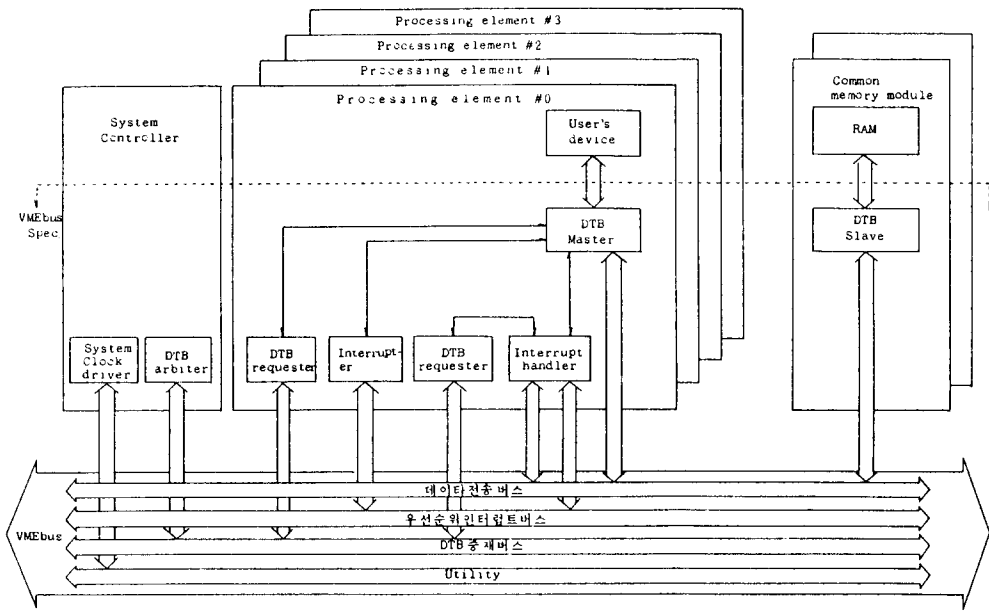 Processing element #3
Processing element #2
Processing element #1
Processing element #0
System
Controller
User's
device
Common
memory module
RAM
VMEbus
Spec
DTB
Master
DTB
Slave
System
Clock
driver
DTB
arbiter
DTB
requester
Interrupt-
er
DTB
requester
Interrupt
handler
데이타전송버스
우선순위인터럽트버스
VMEbus
DTB중재버스
Utility